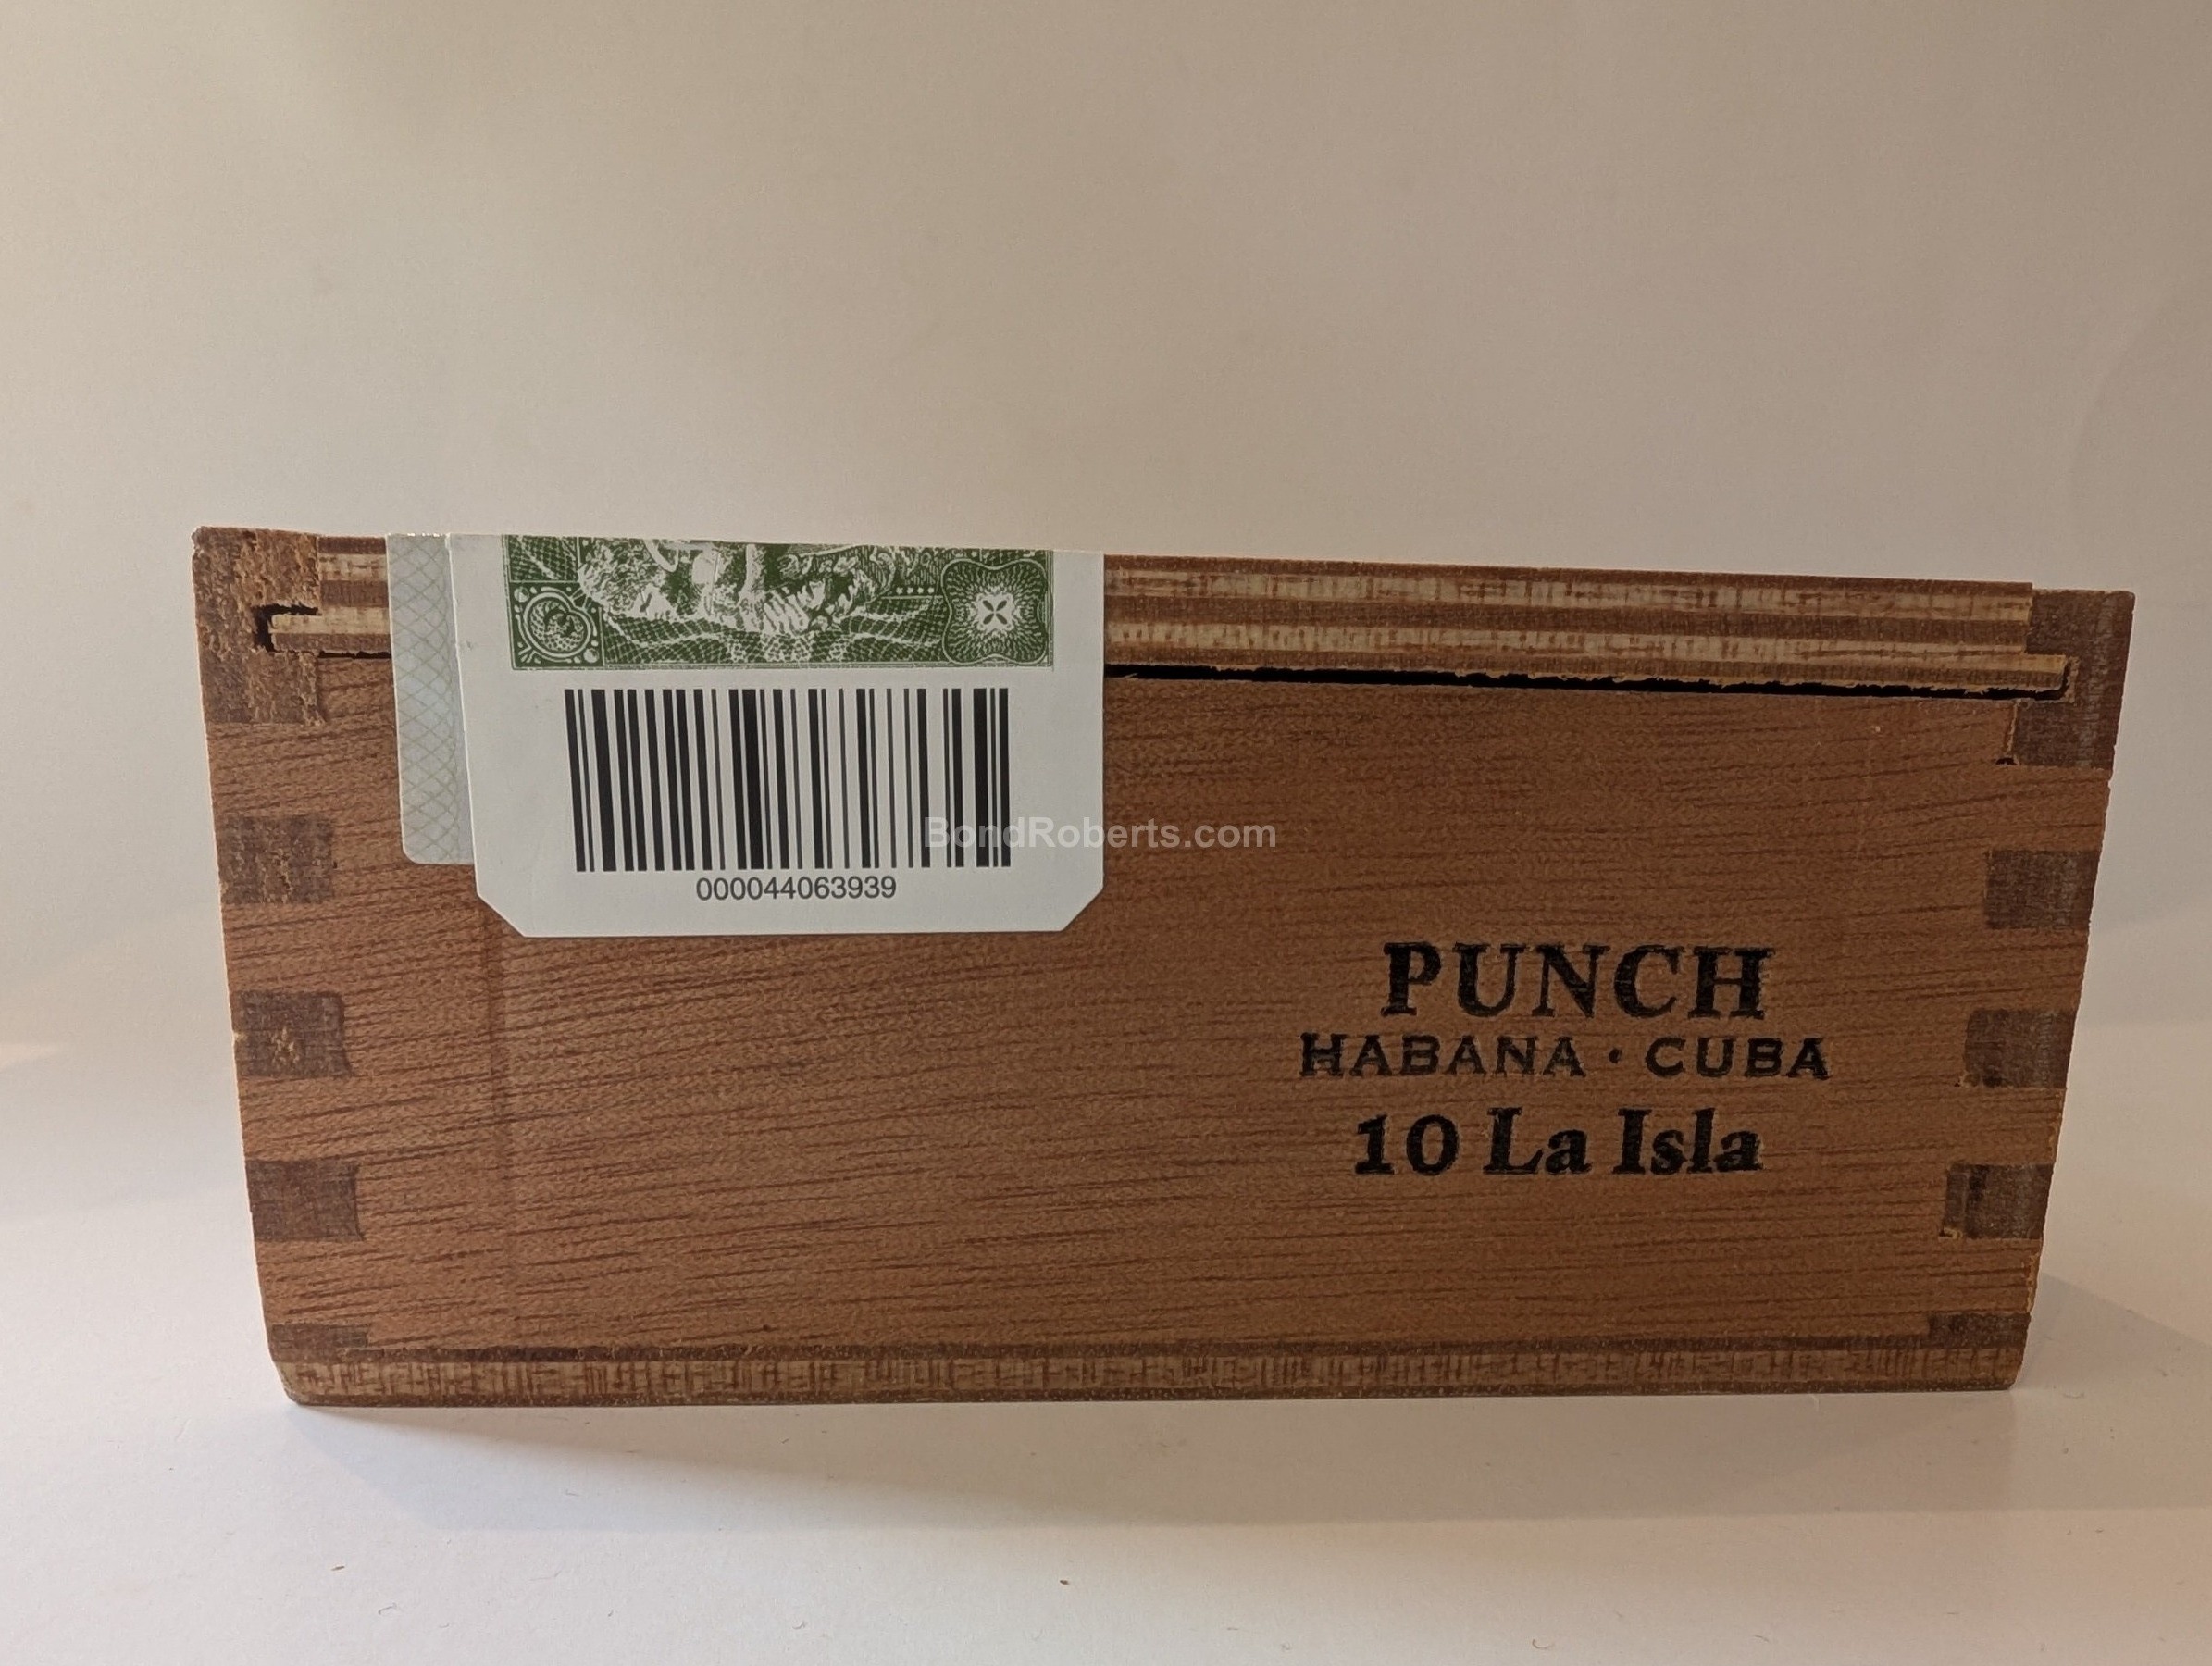 BondRoberts.com
000044063939
PUNCH
HABANA · CUBA
10 La Isla